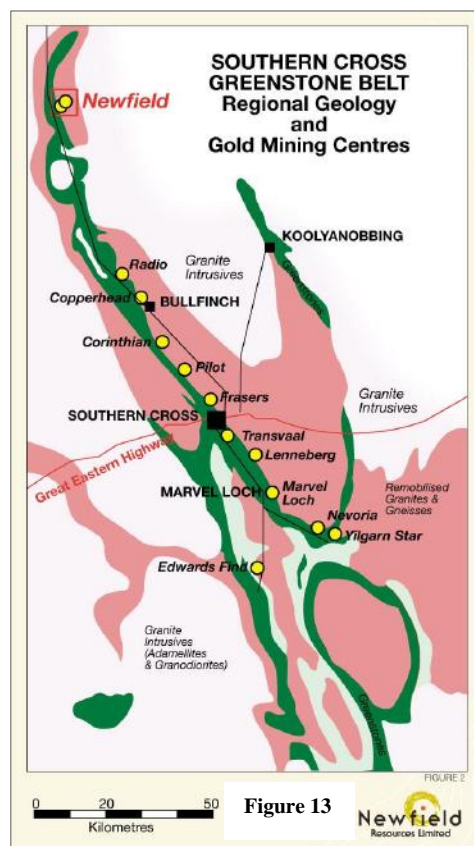 SOUTHERN CROSS
GREENSTONE BELT
Regional Geology
and
Gold Mining Centres
Newfield
KOOLYANOBBING
Granite
Intrusives
Greenstones
Radio
Copperhead
BULLFINCH
Corinthian
Pilot
Frasers
Granite
Intrusives
SOUTHERN CROSS
Transvaal
Great Eastern Highway
Lenneberg
MARVEL LOCH
Marvel
Loch
Remobilised
Granites &
Gneisses
Nevoria
Yilgarn Star
Edwards Find
Granite
Intrusives
(Adamellites
& Granodiorites)
Greenstones
FIGURE 2
0 20 50
Kilometres
Figure 13
Newfield
Resources Limited